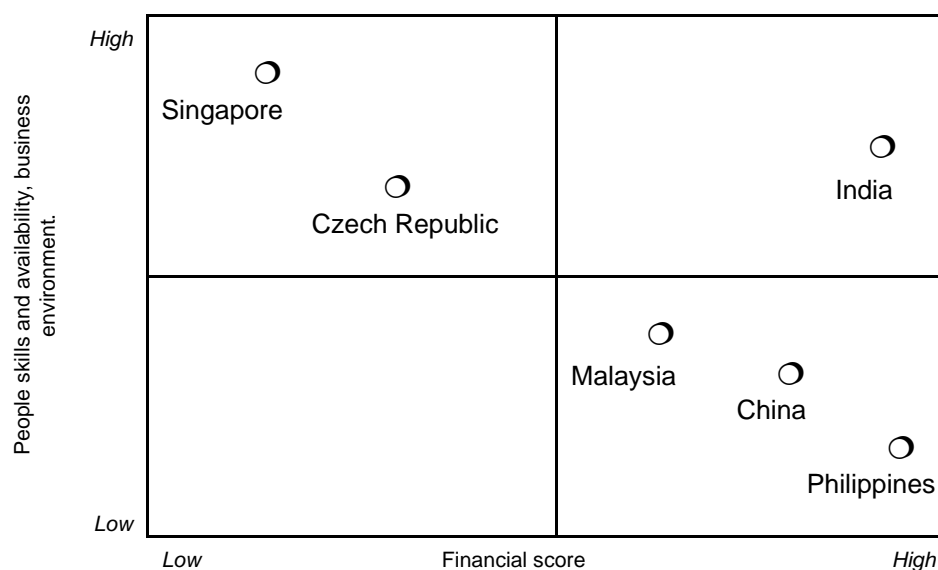 High
Singapore
Czech Republic
India
People skills and availability, business
environment.
Malaysia
China
Philippines
Low
Low
Financial score
High